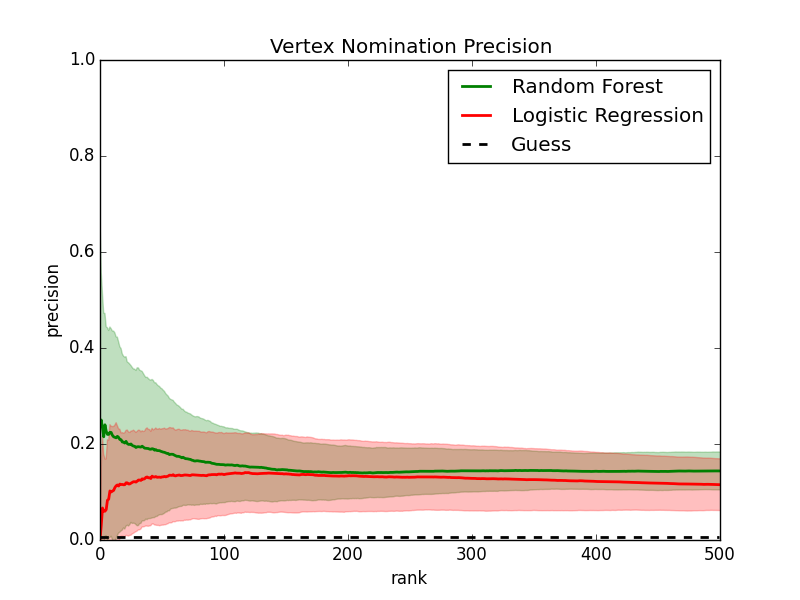 Vertex Nomination Precision
1.0
0.8
0.6
0.4
0.2
0.0
precision
Random Forest
Logistic Regression
Guess
0 100 200 300 400 500
rank